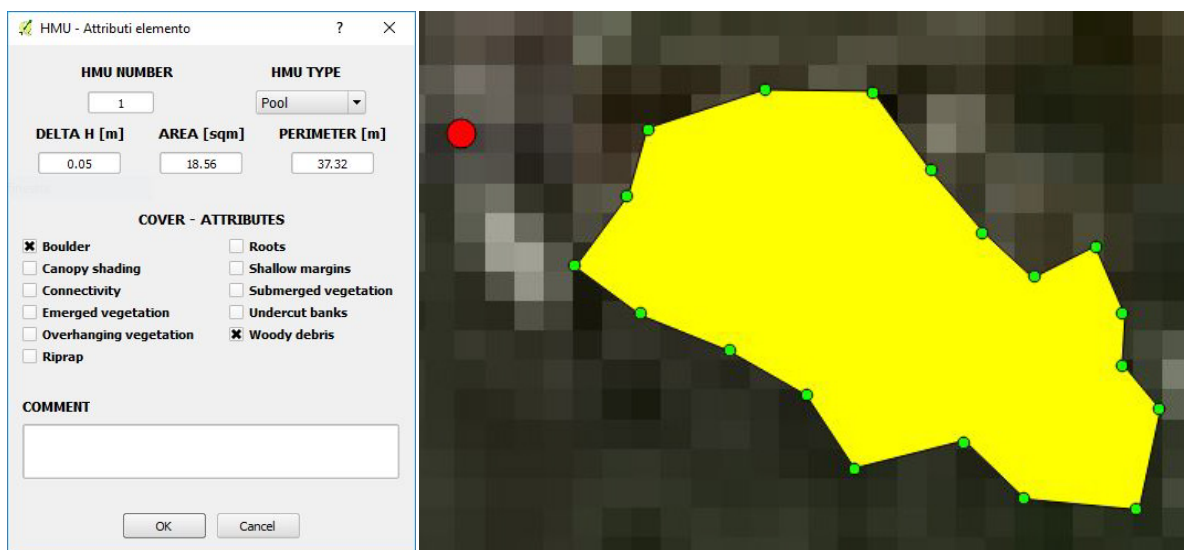 HMU - Attributi elemento
HMU NUMBER HMU TYPE
1 Pool
DELTA H [m] AREA [sqm] PERIMETER [m]
0.05 18.56 37.32
COVER - ATTRIBUTES
Boulder Roots
Canopy shading Shallow margins
Connectivity Submerged vegetation
Emerged vegetation Undercut banks
Overhanging vegetation Woody debris
Riprap
COMMENT
OK Cancel